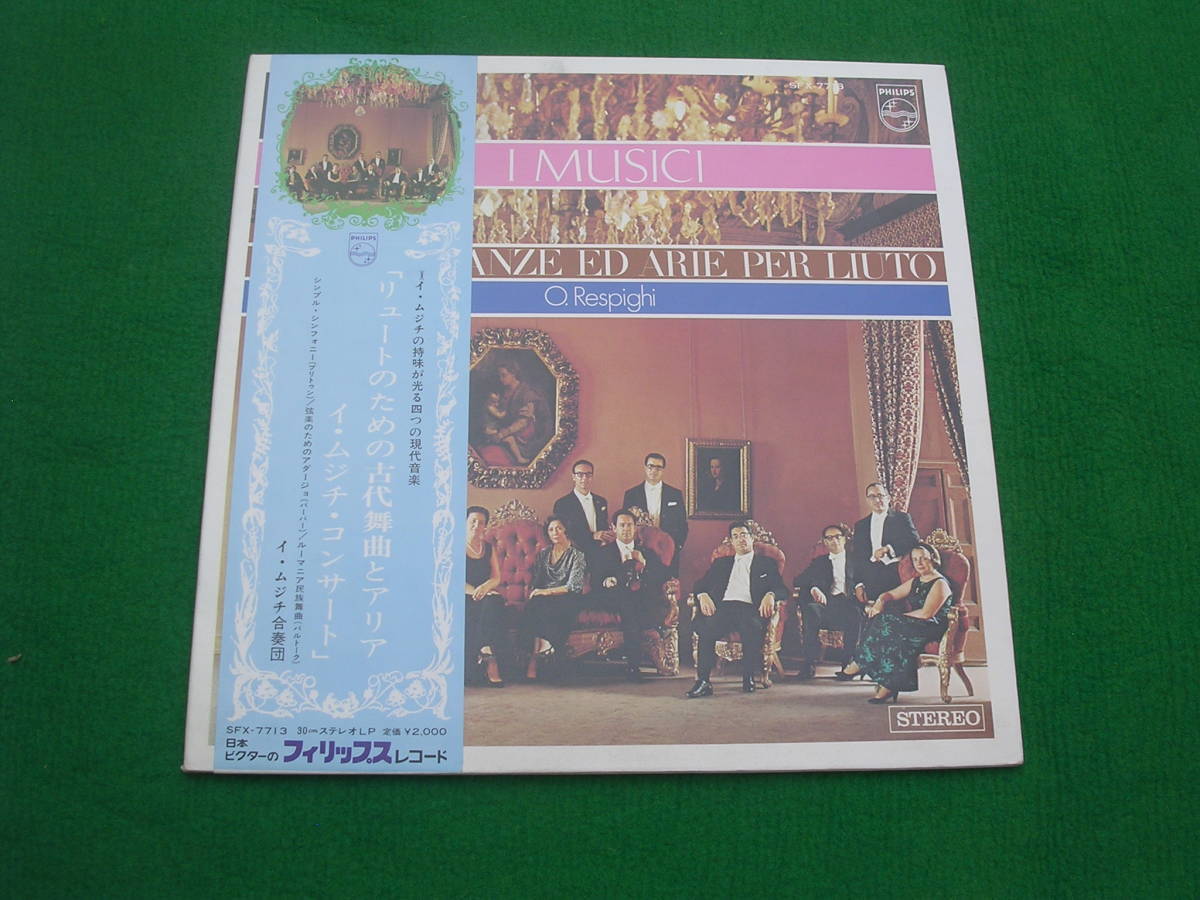 SFX-7713
PHILIPS
I MUSICI
ANZE ED ARIE PER LIUTO
O. Respighi
STEREO
PHILIPS
イ・ムジチの持味が光る四つの現代音楽
「リュートのための古代舞曲とアリア
イ・ムジチ・コンサート」
シンプル・シンフォニー(ブリトゥン)/弦楽のためのアダージョ(バーバー)/ルーマニア民族舞曲(バルトーク)
イ・ムジチ合奏団
SFX-7713 30cmステレオLP 定価 ¥2,000
日本ビクターの フィリップス レコード